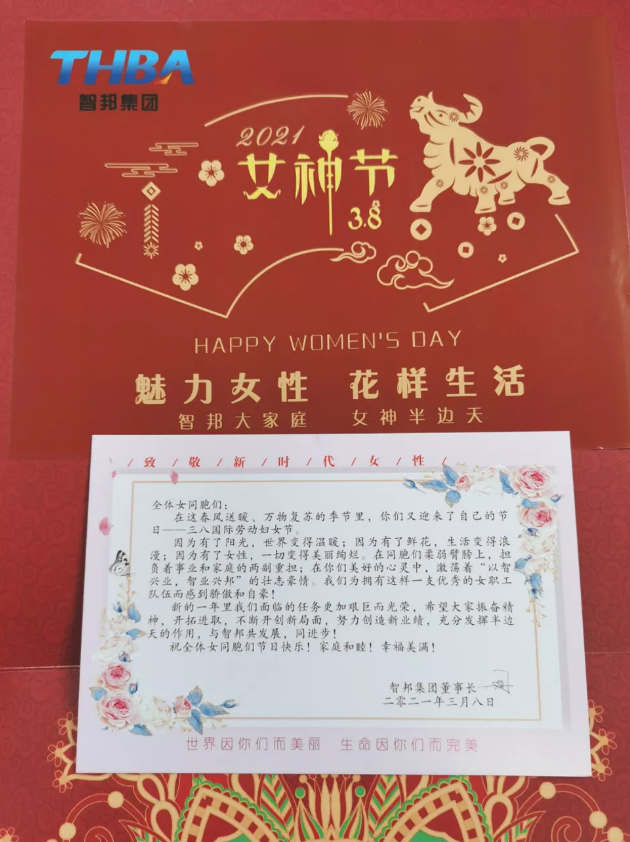 THBA
智邦集团
2021
女神节
3.8
HAPPY WOMEN'S DAY
魅力女性 花样生活
智邦大家庭 女神半边天
/致/敬/新/时/代/女/性/
全体女同胞们：
在这春风送暖、万物复苏的季节里，你们又迎来了自己的节
日——三八国际劳动妇女节。
因为有了阳光，世界变得温暖；因为有了鲜花，生活变得浪
漫；因为有了女性，一切变得美丽绚烂。在同胞们柔弱臂膀上，担
负着事业和家庭的两副重担；在你们美好的心灵中，激荡着“以智
兴业，智业兴邦”的壮志豪情。我们为拥有这样一支优秀的女职工
队伍而感到骄傲和自豪！
新的一年里我们面临的任务更加艰巨而光荣，希望大家振奋精
神，开拓进取，不断开创新局面，努力创造新业绩，充分发挥半边
天的作用，与智邦共发展，同进步！
祝全体女同胞们节日快乐！家庭和睦！幸福美满！
智邦集团董事长
二零二一年三月八日
世界因你们而美丽 生命因你们而完美